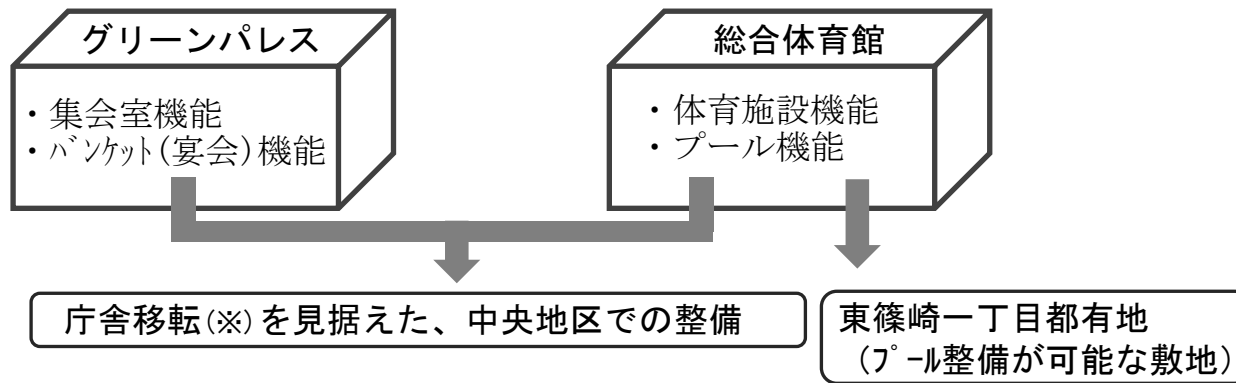 グリーンパレス
・集会室機能
・バンケット(宴会)機能
総合体育館
・体育施設機能
・プール機能
庁舎移転(※)を見据えた、中央地区での整備
東篠崎一丁目都有地
(プール整備が可能な敷地)